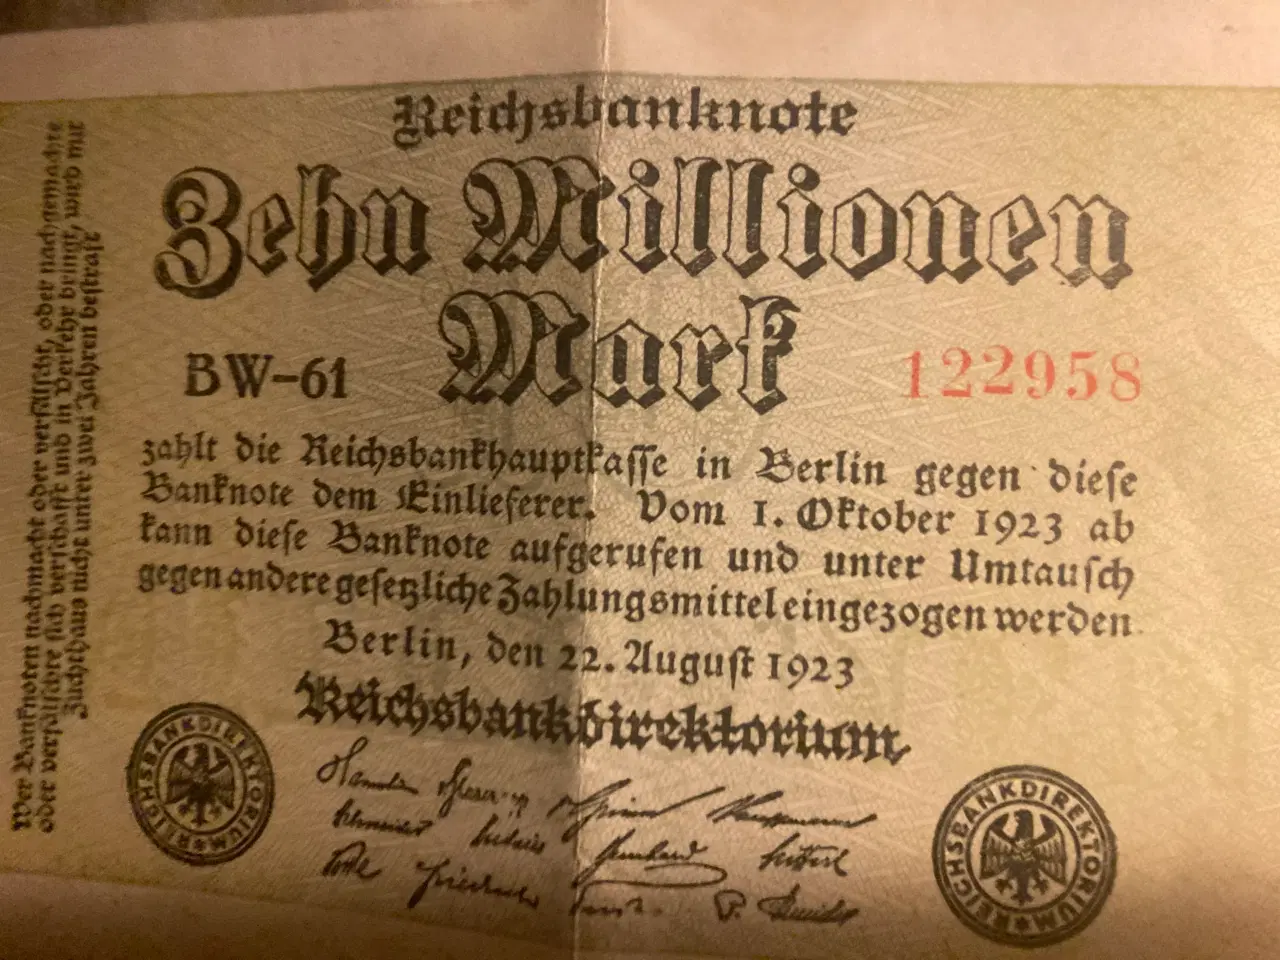 Reichsbanknote
Zehn Millionen
Mark
BW-61
122958
zahlt die Reichsbankhauptkasse in Berlin gegen diese
Banknote dem Einlieferer. Vom 1. Oktober 1923 ab
kann diese Banknote aufgerufen und unter Umtausch
gegen andere gesetzliche Zahlungsmittel eingezogen werden
Berlin, den 22. August 1923
Reichsbankdirektorium
Wer Banknoten nachmacht oder verfälscht, oder nachgemachte
oder verfälschte sich verschafft und in Verkehr bringt, wird mit
Zuchthaus nicht unter zwei Jahren bestraft
REICHSBANKDIREKTORIUM
REICHSBANKDIREKTORIUM